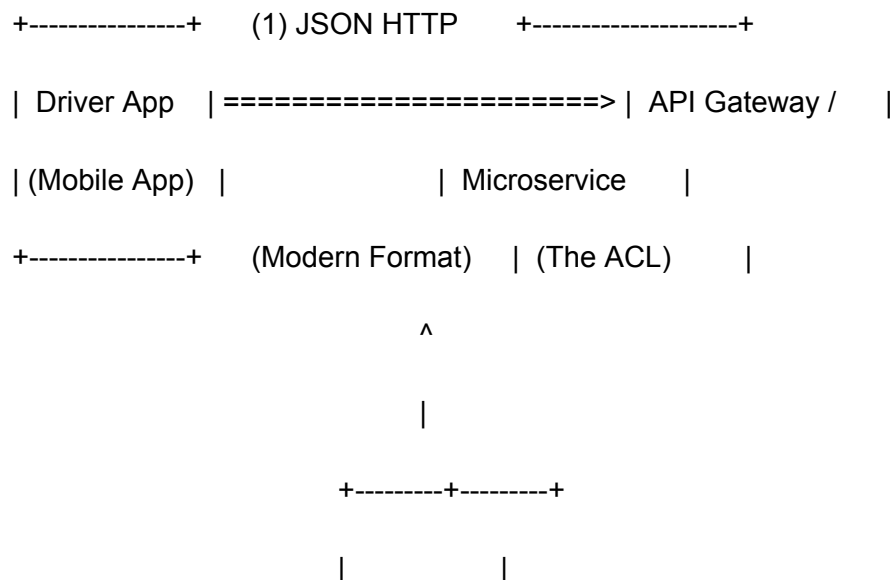 +----------------+ (1) JSON HTTP +---------------------+
| Driver App | ======================> | API Gateway / |
| (Mobile App) | | Microservice |
+----------------+ (Modern Format) | (The ACL) |
^
|
+---------+---------+
| |